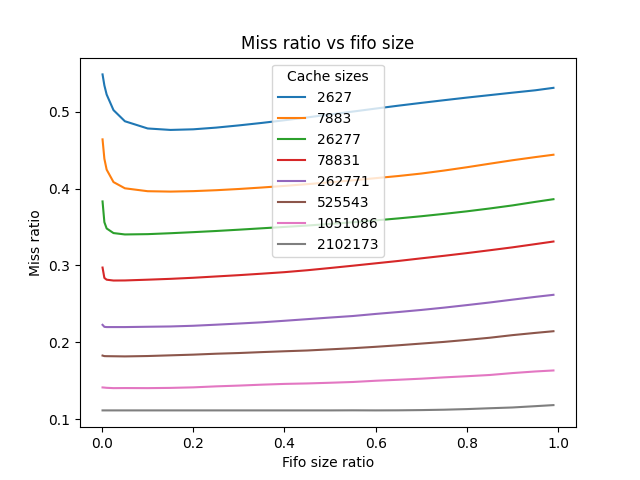 Miss ratio vs fifo size
Cache sizes
2627
7883
26277
78831
262771
525543
1051086
2102173
Miss ratio
0.5
0.4
0.3
0.2
0.1
0.0 0.2 0.4 0.6 0.8 1.0
Fifo size ratio